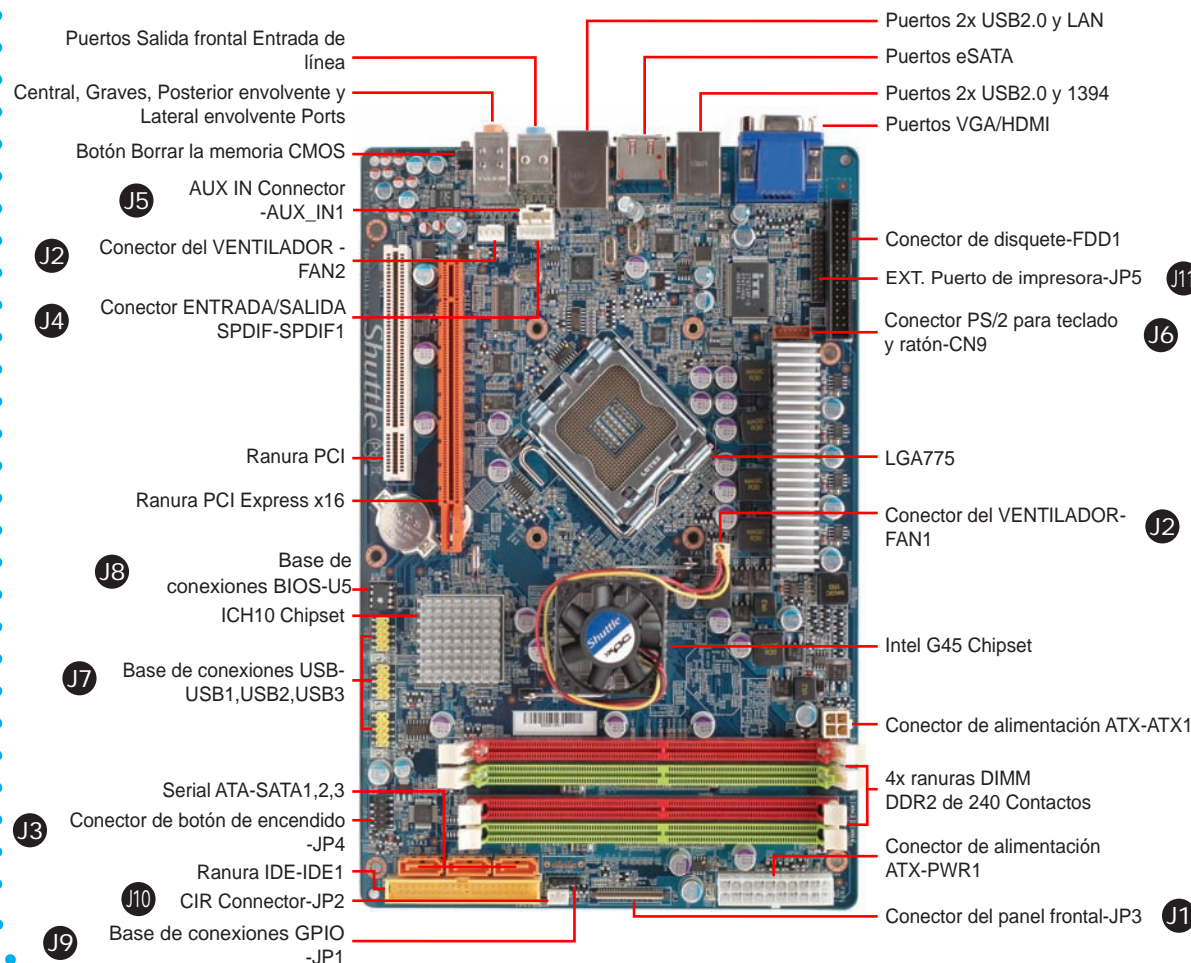 Puertos Salida frontal Entrada de
línea
Central, Graves, Posterior envolvente y
Lateral envolvente Ports
Botón Borrar la memoria CMOS
J5
AUX IN Connector
-AUX_IN1
J2
Conector del VENTILADOR -
FAN2
J4
Conector ENTRADA/SALIDA
SPDIF-SPDIF1
Ranura PCI
Ranura PCI Express x16
J8
Base de
conexiones BIOS-U5
ICH10 Chipset
J7
Base de conexiones USB-
USB1,USB2,USB3
Serial ATA-SATA1,2,3
J3
Conector de botón de encendido
-JP4
Ranura IDE-IDE1
J10
CIR Connector-JP2
J9
Base de conexiones GPIO
-JP1
Puertos 2x USB2.0 y LAN
Puertos eSATA
Puertos 2x USB2.0 y 1394
Puertos VGA/HDMI
Conector de disquete-FDD1
EXT. Puerto de impresora-JP5
J11
Conector PS/2 para teclado
y ratón-CN9
J6
LGA775
Conector del VENTILADOR-
FAN1
J2
Intel G45 Chipset
Conector de alimentación ATX-ATX1
4x ranuras DIMM
DDR2 de 240 Contactos
Conector de alimentación
ATX-PWR1
Conector del panel frontal-JP3
J1
Shuttle
Shuttle